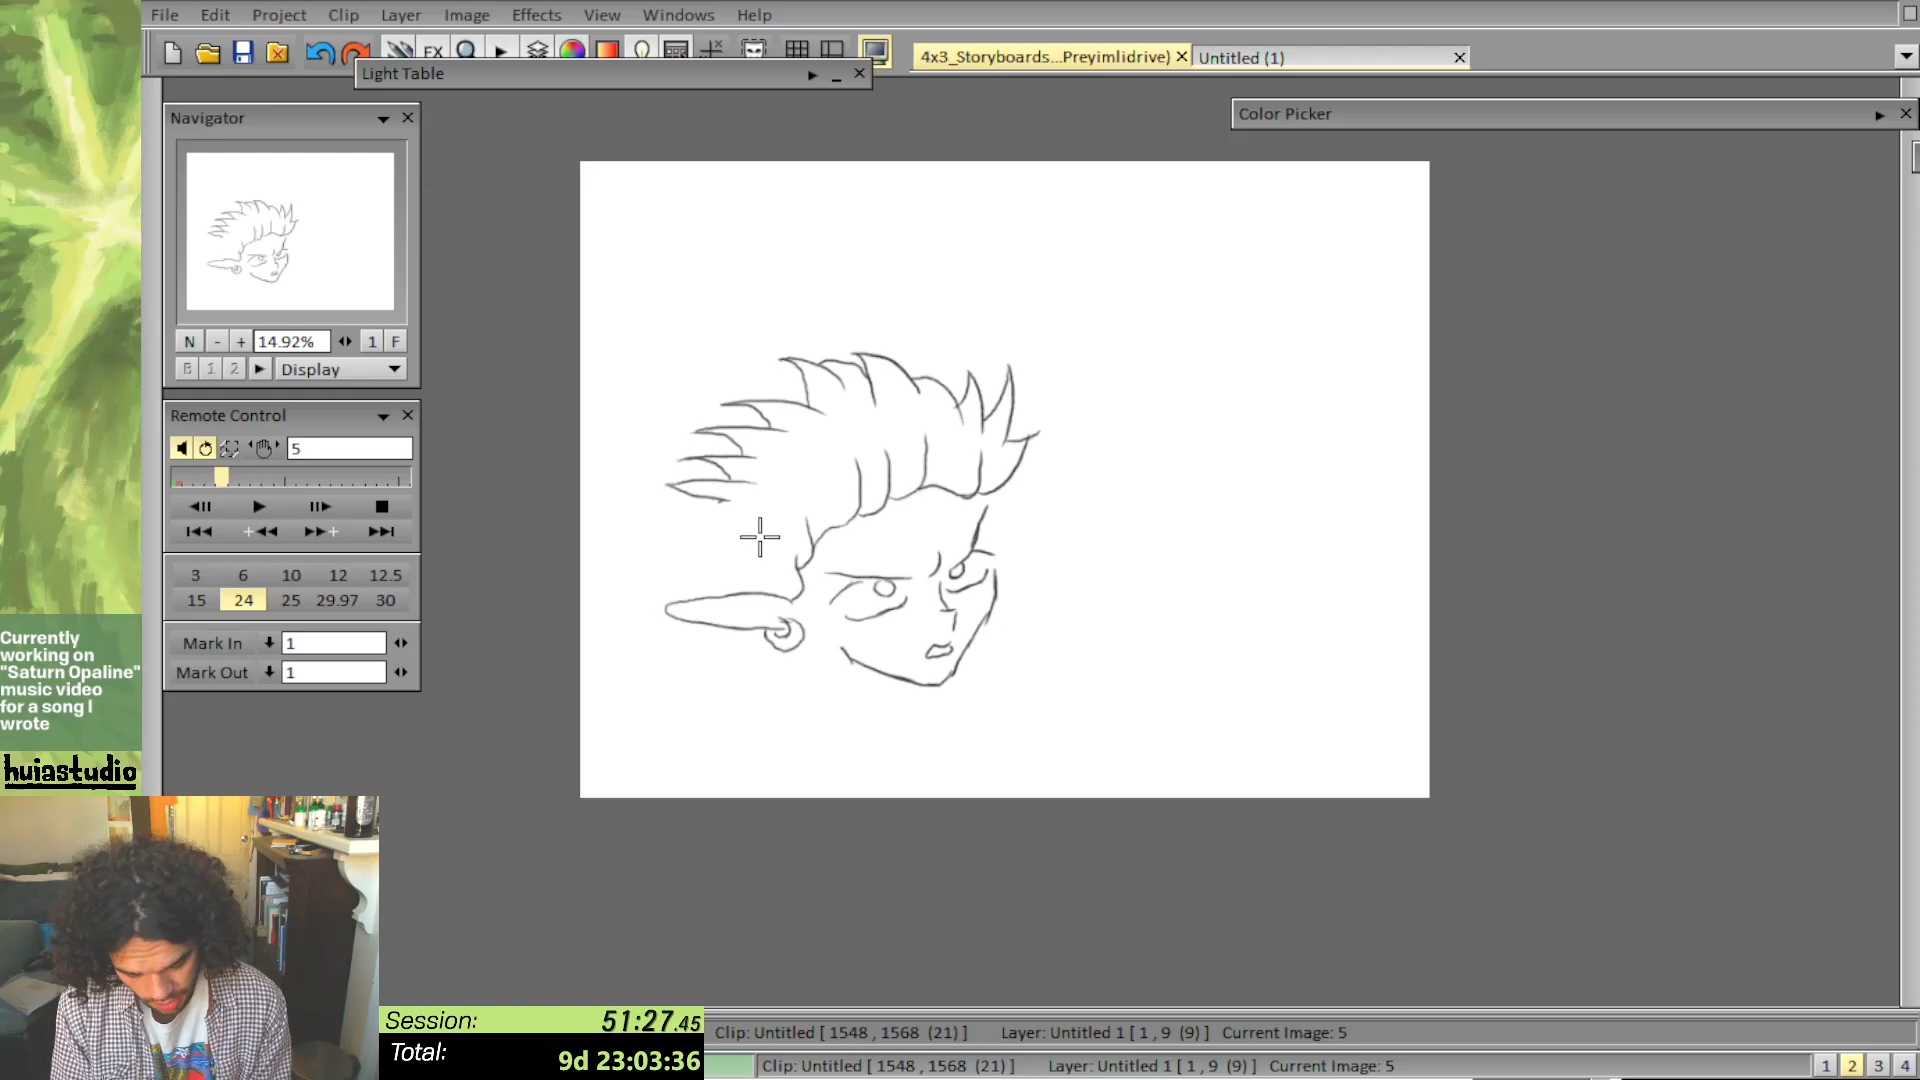 File Edit Project Clip Layer Image Effects View Windows Help
FX
4x3_Storyboards...Preyimlidrive) Untitled (1)
Light Table
Color Picker
Navigator
N - + 14.92% 1 F
B 1 2 Display
Remote Control
5
3 6 10 12 12.5
15 24 25 29.97 30
Mark In 1
Mark Out 1
Currently
working on
"Saturn Opaline"
music video
for a song I
wrote
huiastudio
Session: 51:27.45
Total: 9d 23:03:36
Clip: Untitled [ 1548 , 1568 (21) ] Layer: Untitled 1 [ 1 , 9 (9) ] Current Image: 5
Clip: Untitled [ 1548 , 1568 (21) ] Layer: Untitled 1 [ 1 , 9 (9) ] Current Image: 5
1 2 3 4